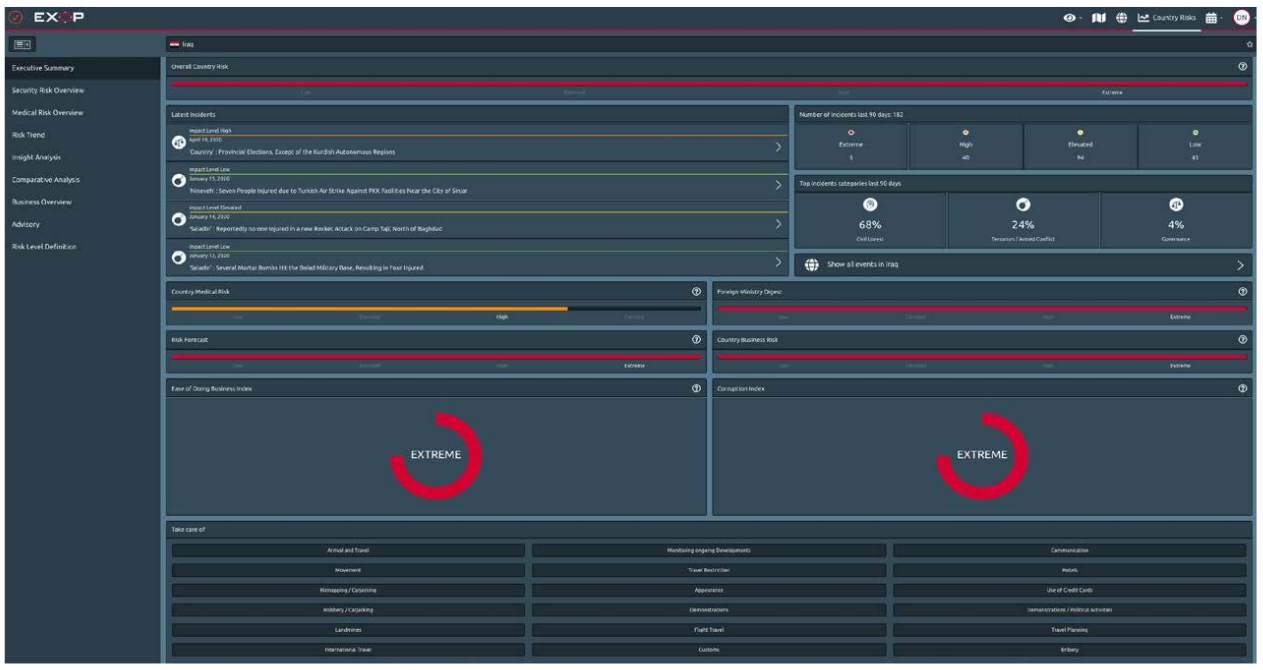 EXOP
Country Risks
DN
Iraq
Executive Summary
Security Risk Overview
Medical Risk Overview
Risk Trend
Insight Analysis
Comparative Analysis
Business Overview
Advisory
Risk Level Definition
Overall Country Risk
Low
Elevated
High
Extreme
Latest Incidents
Impact Level High
April 19, 2020
'Country' : Provincial Elections, Except of the Kurdish Autonomous Regions
Impact Level Low
January 15, 2020
'Nineveh' : Seven People Injured due to Turkish Air Strike Against PKK Facilities Near the City of Sinjar
Impact Level Elevated
January 14, 2020
'Saladin' : Reportedly no one Injured in a new Rocket Attack on Camp Taji, North of Baghdad
Impact Level Low
January 12, 2020
'Saladin' : Several Mortar Bombs Hit the Balad Military Base, Resulting in Four Injured
Number of incidents last 90 days: 182
Extreme
High
Elevated
Low
5
40
94
43
Top incidents categories last 90 days
68%
24%
4%
Civil Unrest
Terrorism / Armed Conflict
Governance
Show all events in Iraq
Country Medical Risk
Low
Elevated
High
Extreme
Foreign Ministry Digest
Low
Elevated
High
Extreme
Risk Forecast
Low
Elevated
High
Extreme
Country Business Risk
Low
Elevated
High
Extreme
Ease of Doing Business Index
EXTREME
Corruption Index
EXTREME
Take care of
Arrival and Travel
Monitoring ongoing Developments
Communication
Movement
Travel Restriction
Hotels
Kidnapping / Carjacking
Appearance
Use of Credit Cards
Robbery / Carjacking
Demonstrations
Demonstrations / Political Activities
Landmines
Flight Travel
Travel Planning
International Travel
Customs
Bribery